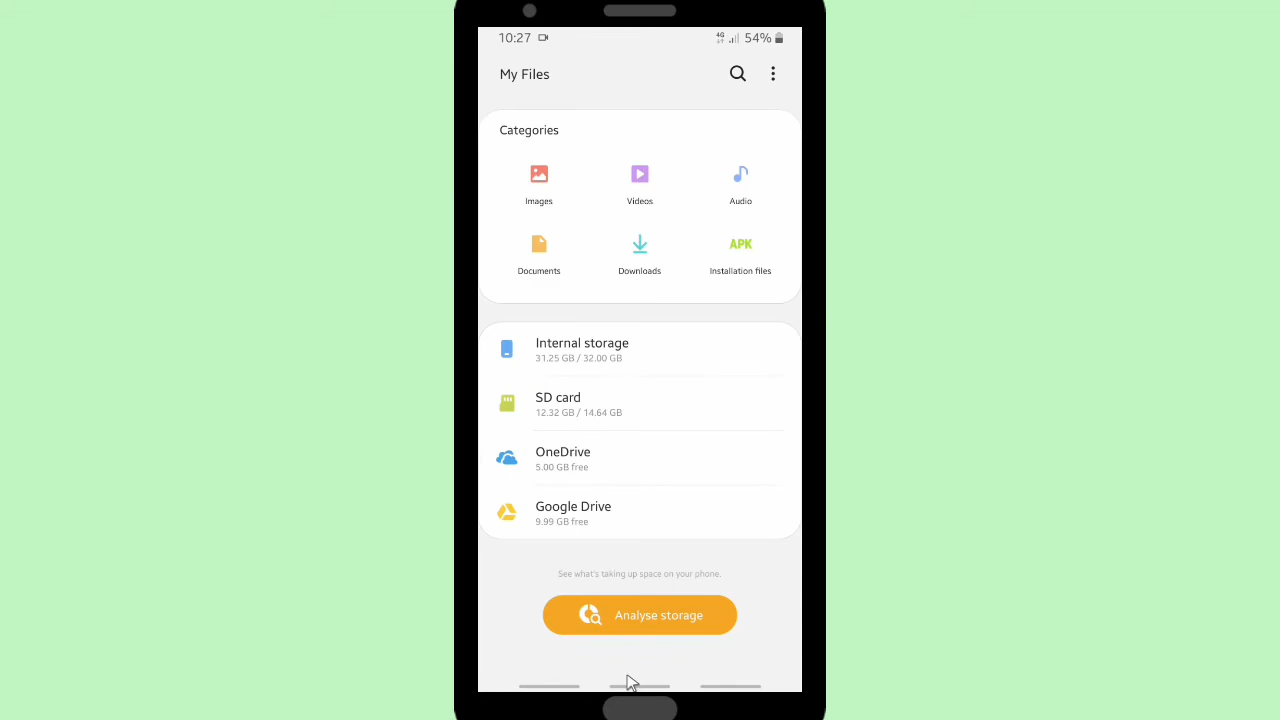 10:27
4G 54%
My Files
Categories
Images
Videos
Audio
Documents
Downloads
APK
Installation files
Internal storage
31.25 GB / 32.00 GB
SD card
12.32 GB / 14.64 GB
OneDrive
5.00 GB free
Google Drive
9.99 GB free
See what's taking up space on your phone.
Analyse storage